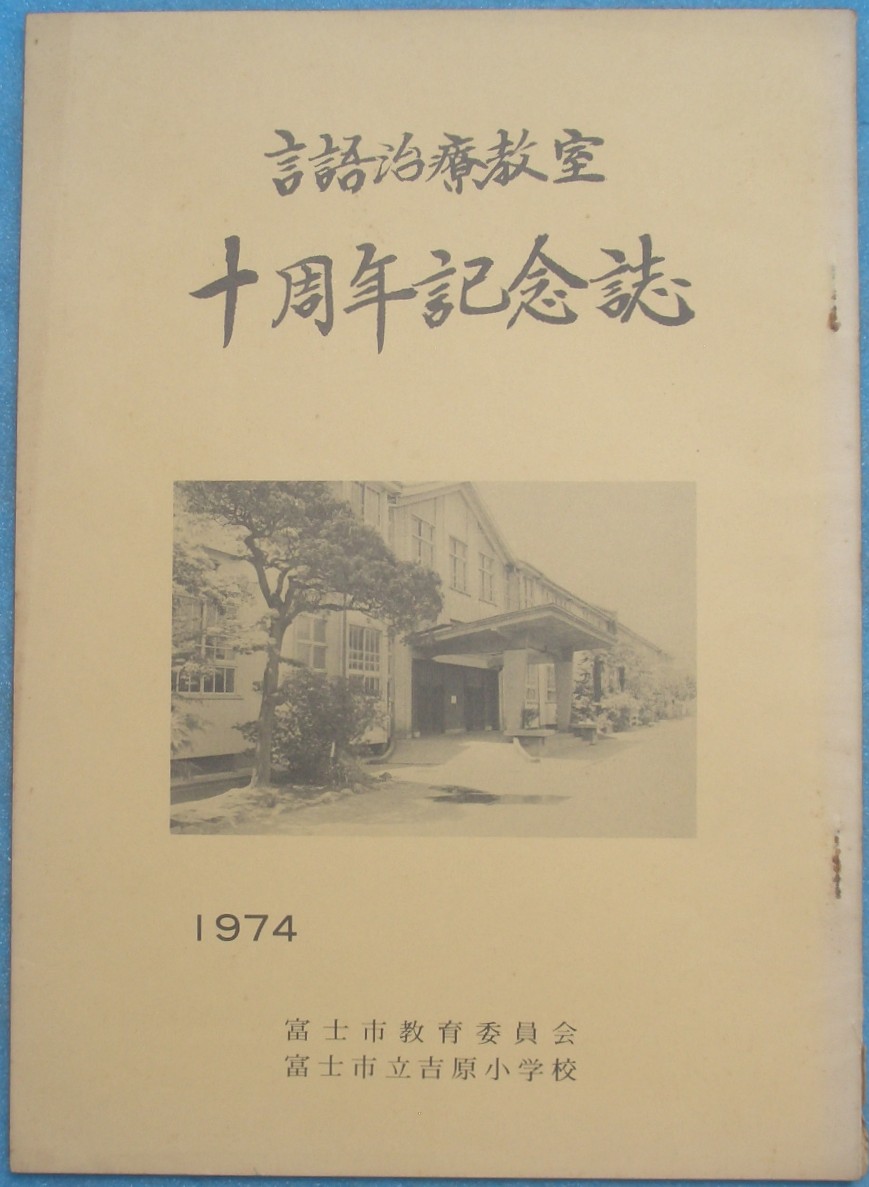 言語治療教室
十周年記念誌
1974
富士市教育委員会
富士市立吉原小学校